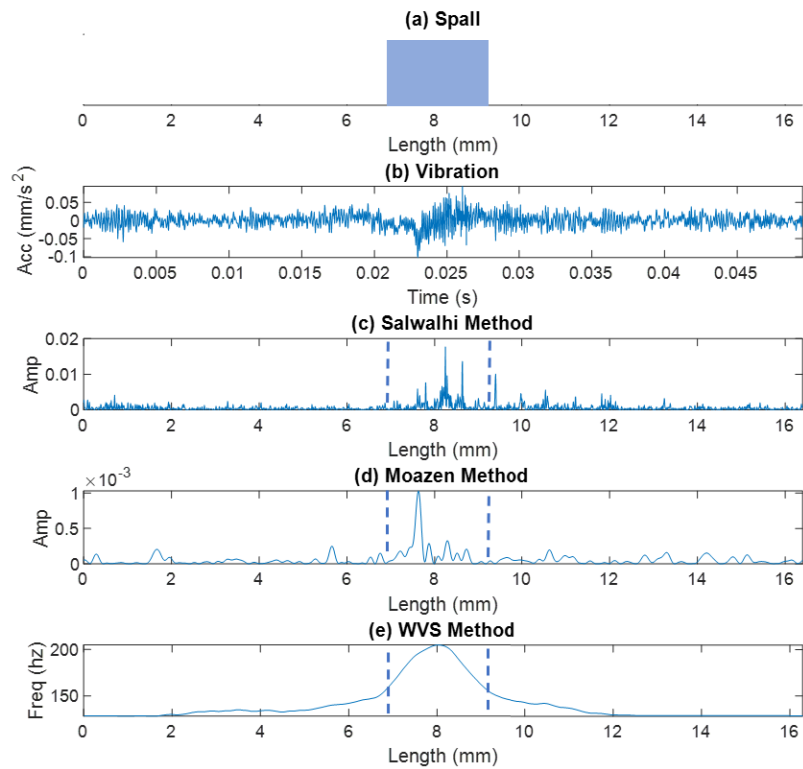 (a) Spall
0 2 4 6 8 10 12 14 16
Length (mm)
(b) Vibration
Acc (mm/s²)
0.05
0
-0.05
-0.1
0 0.005 0.01 0.015 0.02 0.025 0.03 0.035 0.04 0.045
Time (s)
(c) Salwalhi Method
Amp
0.02
0.01
0
0 2 4 6 8 10 12 14 16
Length (mm)
(d) Moazen Method
×10⁻³
Amp
1
0.5
0
0 2 4 6 8 10 12 14 16
Length (mm)
(e) WVS Method
Freq (hz)
200
150
0 2 4 6 8 10 12 14 16
Length (mm)